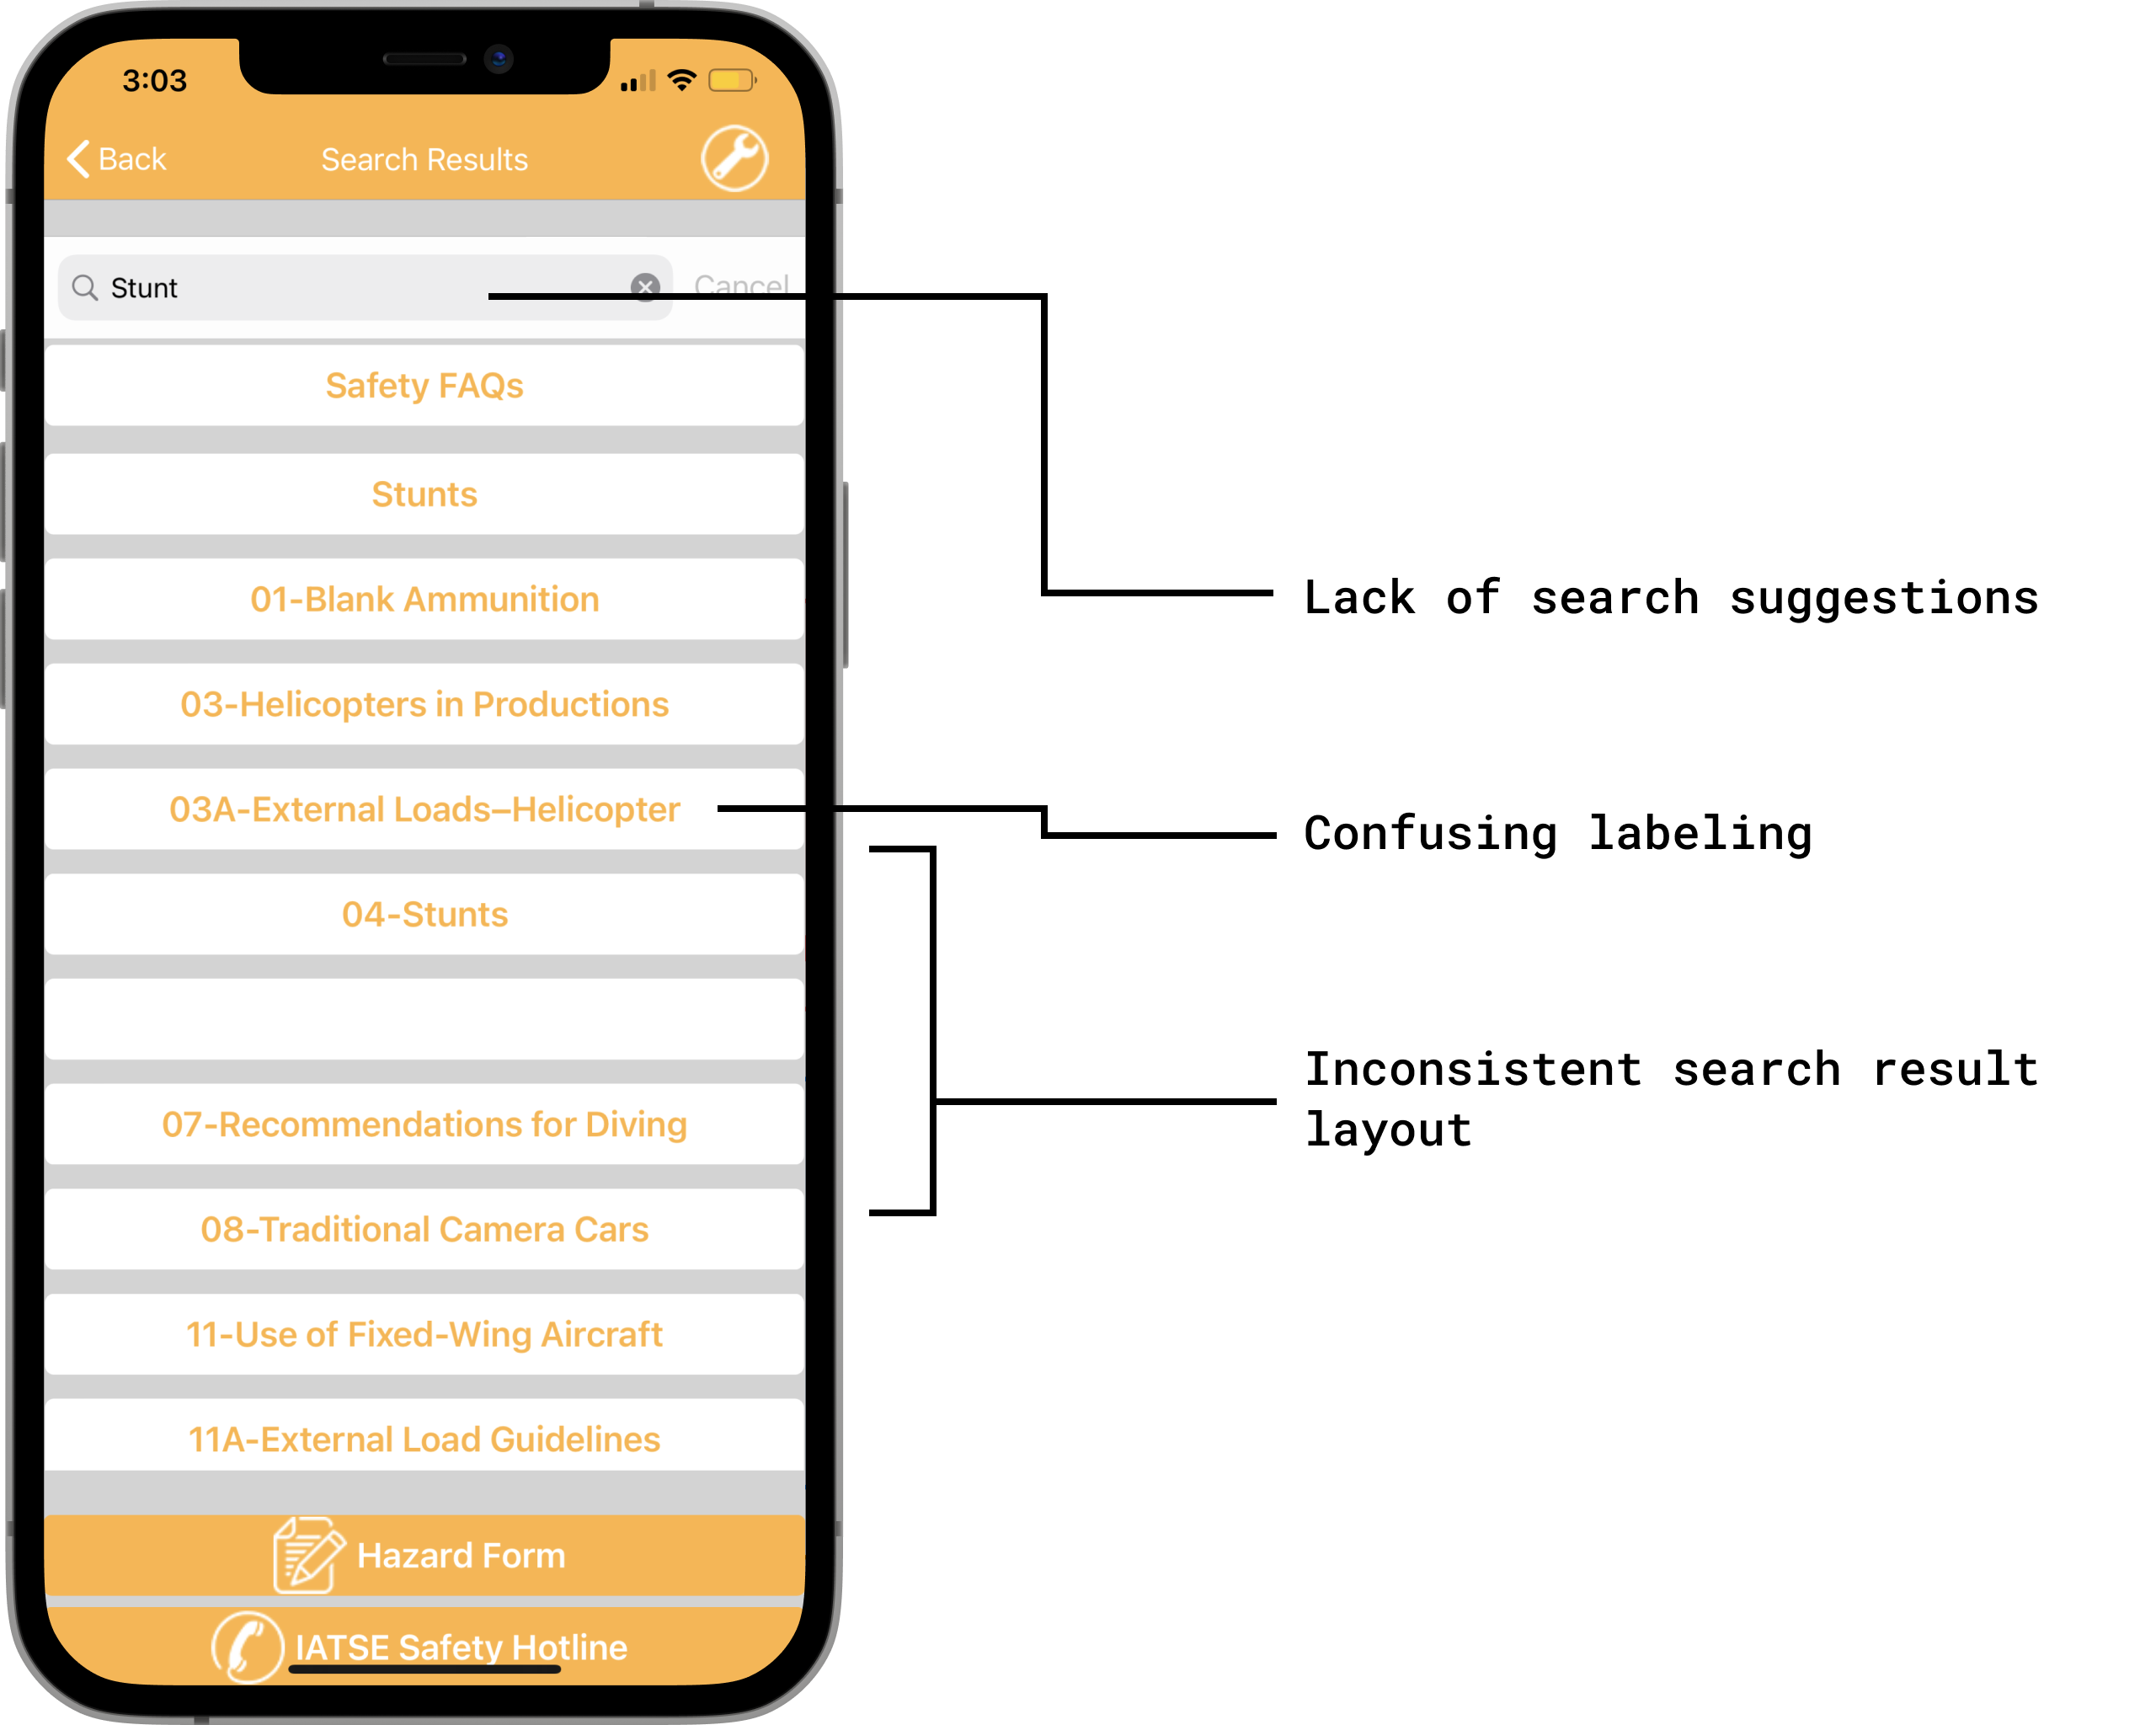 3:03
Back
Search Results
Stunt
Cancel
Safety FAQs
Stunts
01-Blank Ammunition
03-Helicopters in Productions
03A-External Loads—Helicopter
04-Stunts
07-Recommendations for Diving
08-Traditional Camera Cars
11-Use of Fixed-Wing Aircraft
11A-External Load Guidelines
Hazard Form
IATSE Safety Hotline
Lack of search suggestions
Confusing labeling
Inconsistent search result
layout